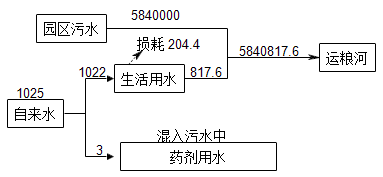 5840000
园区污水
损耗 204.4
5840817.6
运粮河
1022
生活用水
817.6
1025
自来水
混入污水中
3
药剂用水